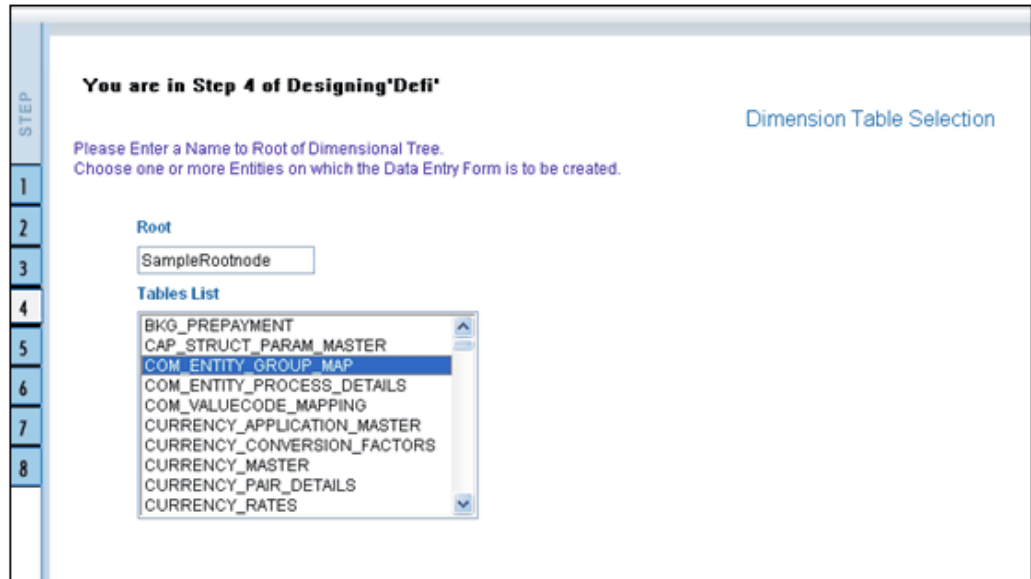 You are in Step 4 of Designing'Defi'
STEP
Dimension Table Selection
Please Enter a Name to Root of Dimensional Tree.
Choose one or more Entities on which the Data Entry Form is to be created.
1
2
3
4
5
6
7
8
Root
SampleRootnode
Tables List
BKG_PREPAYMENT
CAP_STRUCT_PARAM_MASTER
COM_ENTITY_GROUP_MAP
COM_ENTITY_PROCESS_DETAILS
COM_VALUECODE_MAPPING
CURRENCY_APPLICATION_MASTER
CURRENCY_CONVERSION_FACTORS
CURRENCY_MASTER
CURRENCY_PAIR_DETAILS
CURRENCY_RATES